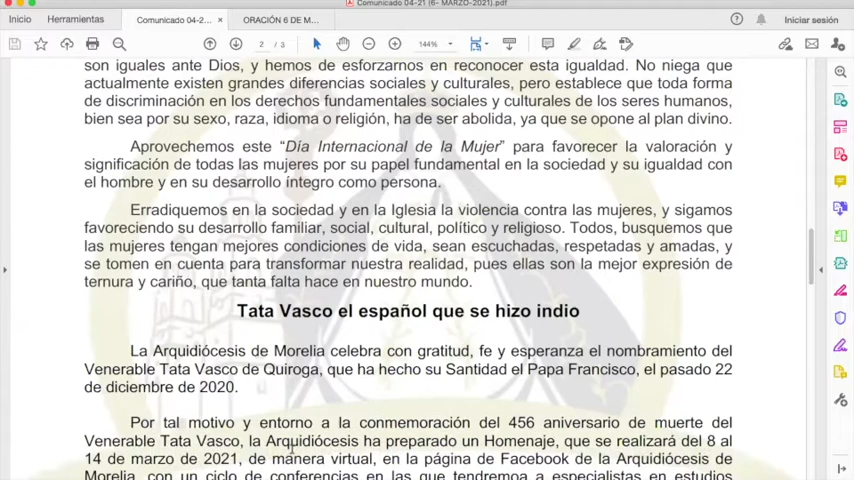 Comunicado 04-21 (6- MARZO-2021).pdf
Inicio Herramientas Comunicado 04-2... × ORACIÓN 6 DE M... Iniciar sesión
2 / 3 144%
son iguales ante Dios, y hemos de esforzarnos en reconocer esta igualdad. No niega que
actualmente existen grandes diferencias sociales y culturales, pero establece que toda forma
de discriminación en los derechos fundamentales sociales y culturales de los seres humanos,
bien sea por su sexo, raza, idioma o religión, ha de ser abolida, ya que se opone al plan divino.
Aprovechemos este “Día Internacional de la Mujer” para favorecer la valoración y
significación de todas las mujeres por su papel fundamental en la sociedad y su igualdad con
el hombre y en su desarrollo íntegro como persona.
Erradiquemos en la sociedad y en la Iglesia la violencia contra las mujeres, y sigamos
favoreciendo su desarrollo familiar, social, cultural, político y religioso. Todos, busquemos que
las mujeres tengan mejores condiciones de vida, sean escuchadas, respetadas y amadas, y
se tomen en cuenta para transformar nuestra realidad, pues ellas son la mejor expresión de
ternura y cariño, que tanta falta hace en nuestro mundo.
Tata Vasco el español que se hizo indio
La Arquidiócesis de Morelia celebra con gratitud, fe y esperanza el nombramiento del
Venerable Tata Vasco de Quiroga, que ha hecho su Santidad el Papa Francisco, el pasado 22
de diciembre de 2020.
Por tal motivo y entorno a la conmemoración del 456 aniversario de muerte del
Venerable Tata Vasco, la Arquidiócesis ha preparado un Homenaje, que se realizará del 8 al
14 de marzo de 2021, de manera virtual, en la página de Facebook de la Arquidiócesis de
Morelia, con un ciclo de conferencias en las que tendremos a especialistas en estudios